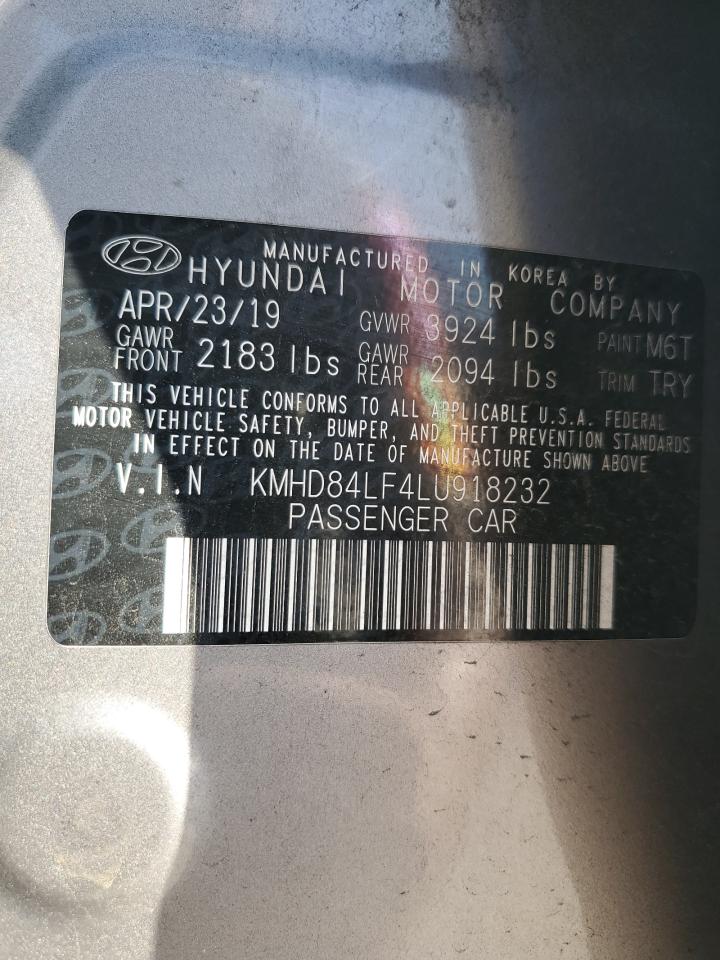 MANUFACTURED IN KOREA BY
HYUNDAI MOTOR COMPANY
APR/23/19 GVWR 3924 lbs PAINT M6T
GAWR FRONT 2183 lbs GAWR REAR 2094 lbs TRIM TRY
THIS VEHICLE CONFORMS TO ALL APPLICABLE U.S.A. FEDERAL
MOTOR VEHICLE SAFETY, BUMPER, AND THEFT PREVENTION STANDARDS
IN EFFECT ON THE DATE OF MANUFACTURE SHOWN ABOVE
V.I.N KMHD84LF4LU918232
PASSENGER CAR